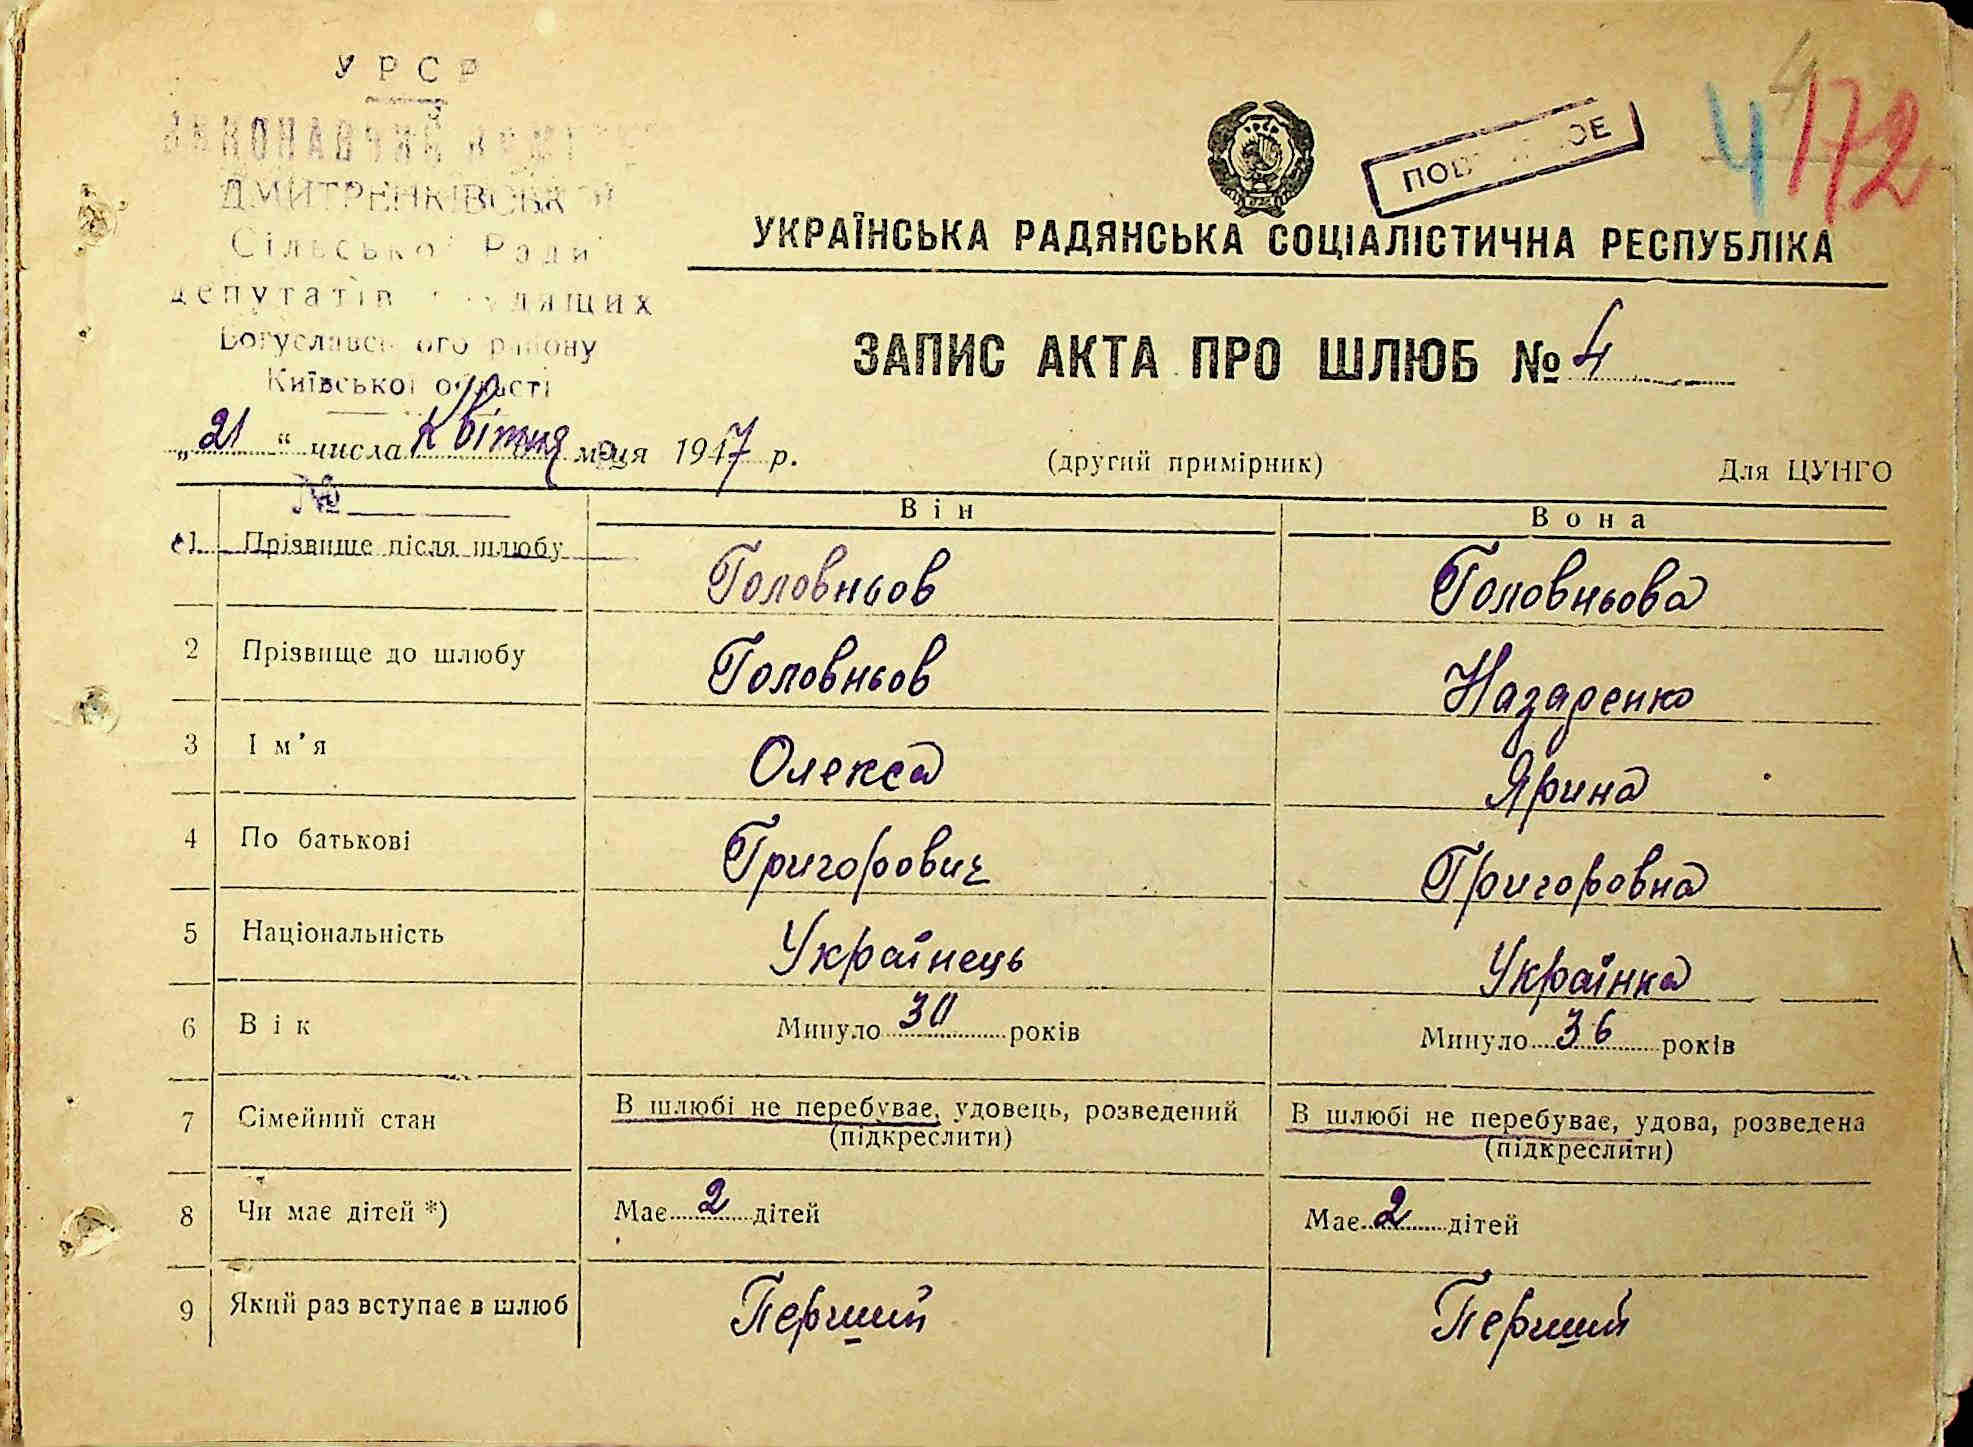 УРСР
ДМИТРЕНКІВСЬКОЇ
Сільської Ради
депутатів трудящих
Богуславського району
Київської області
4
4 172
УКРАЇНСЬКА РАДЯНСЬКА СОЦІАЛІСТИЧНА РЕСПУБЛІКА
ЗАПИС АКТА ПРО ШЛЮБ № 4
„21“ числа квітня м-ця 1947 р.
(другий примірник)
Для ЦУНГО
№
Він Вона
1 Прізвище після шлюбу Головньов Головньова
2 Прізвище до шлюбу Головньов Назаренко
3 Ім’я Олекса Ярина
4 По батькові Григорович Григоровна
5 Національність Українець Українка
6 Вік Минуло 30 років Минуло 36 років
7 Сімейний стан В шлюбі не перебуває, удовець, розведений В шлюбі не перебуває, удова, розведена
(підкреслити) (підкреслити)
8 Чи має дітей *) Має 2 дітей Має 2 дітей
9 Який раз вступає в шлюб Перший Перший